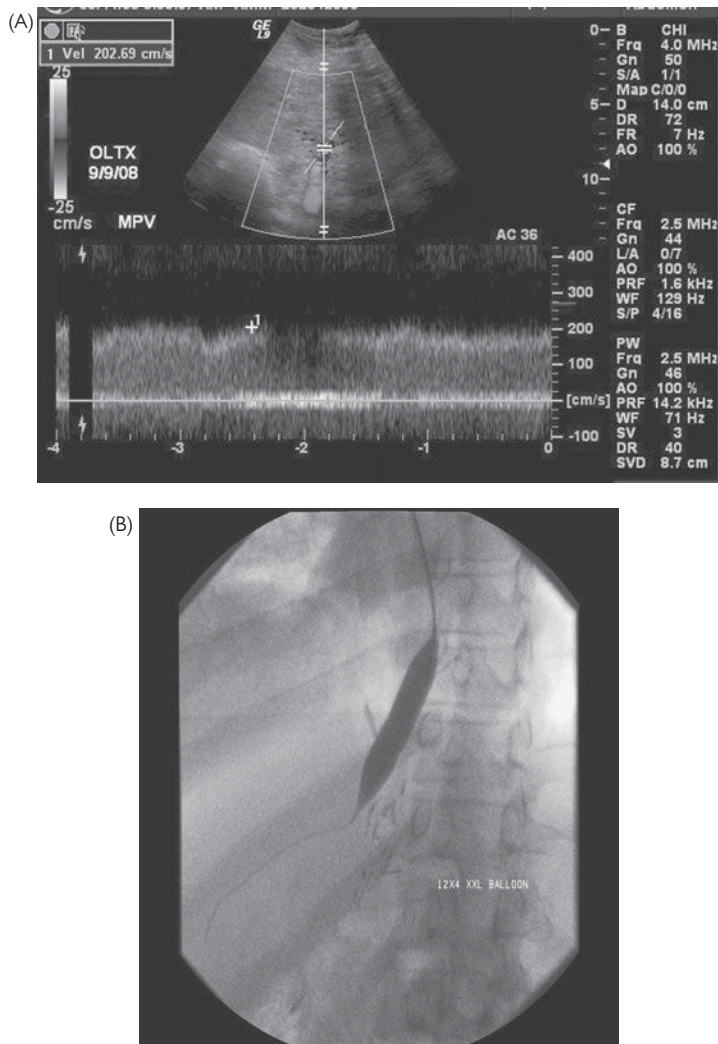 (A)
GE
L9
1 Vel 202.69 cm/s
25
OLTX
9/9/08
-25
cm/s MPV
AC 36
0
5
10
B CHI
Frq 4.0 MHz
Gn 50
S/A 1/1
Map C/0/0
D 14.0 cm
DR 72
FR 7 Hz
AO 100 %
CF
Frq 2.5 MHz
Gn 44
L/A 0/7
AO 100 %
PRF 1.6 kHz
WF 129 Hz
S/P 4/16
PW
Frq 2.5 MHz
Gn 46
AO 100 %
PRF 14.2 kHz
WF 71 Hz
SV 3
DR 40
SVD 8.7 cm
400
300
200
100
[cm/s]
-100
1
-4 -3 -2 -1 0
(B)
12X4 XXL BALLOON